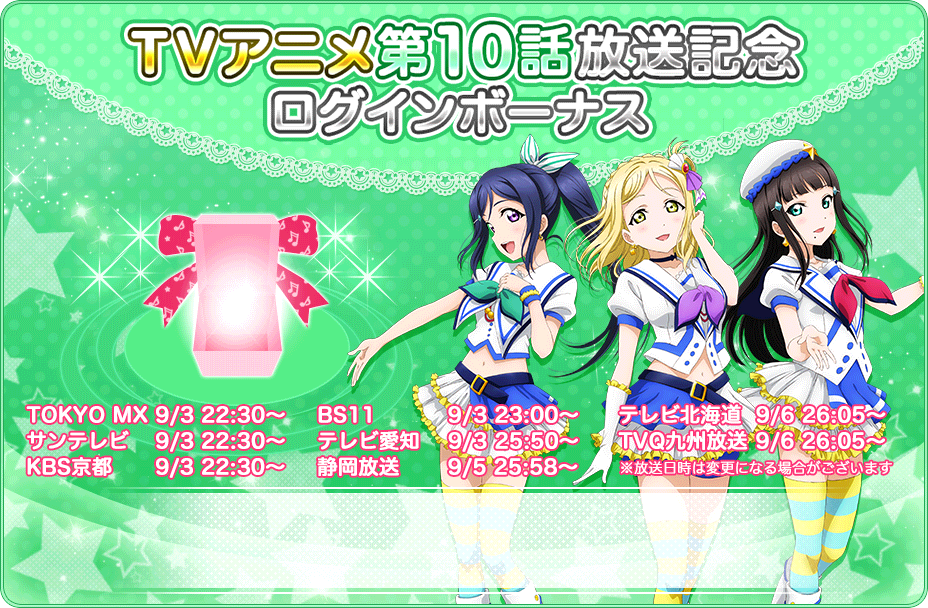 TVアニメ第10話放送記念
ログインボーナス
TOKYO MX 9/3 22:30～
サンテレビ 9/3 22:30～
KBS京都 9/3 22:30～
BS11 9/3 23:00～
テレビ愛知 9/3 25:50～
静岡放送 9/5 25:58～
テレビ北海道 9/6 26:05～
TVQ九州放送 9/6 26:05～
※放送日時は変更になる場合がございます